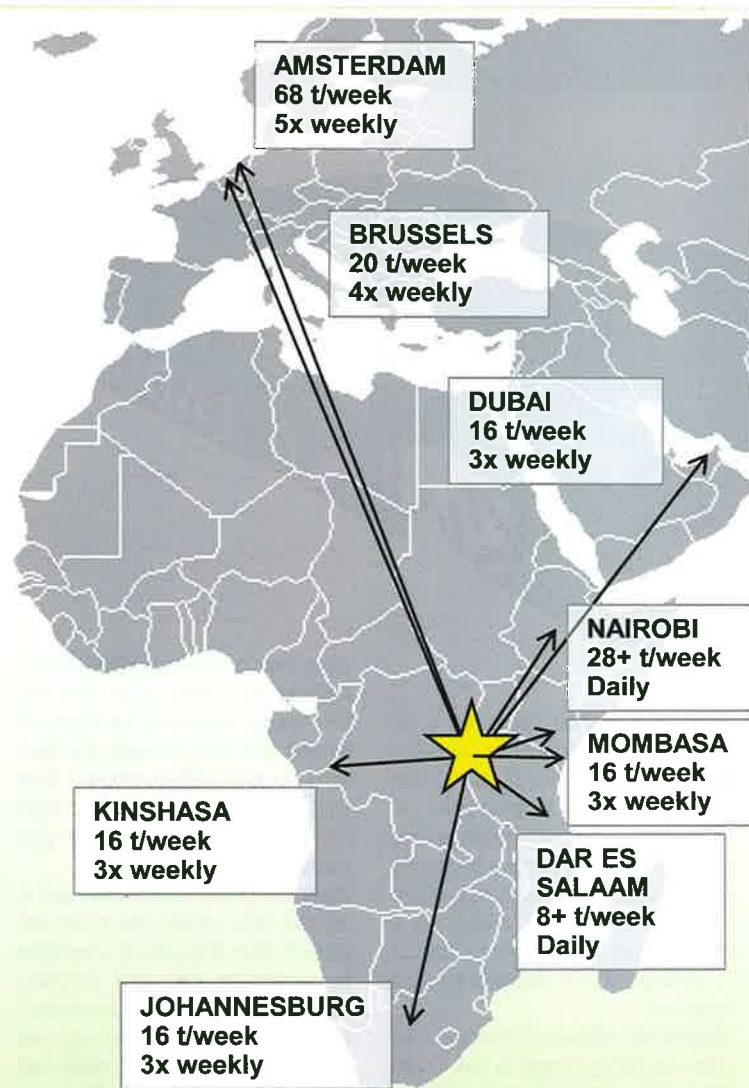 AMSTERDAM
68 t/week
5x weekly
BRUSSELS
20 t/week
4x weekly
DUBAI
16 t/week
3x weekly
NAIROBI
28+ t/week
Daily
MOMBASA
16 t/week
3x weekly
KINSHASA
16 t/week
3x weekly
DAR ES
SALAAM
8+ t/week
Daily
JOHANNESBURG
16 t/week
3x weekly